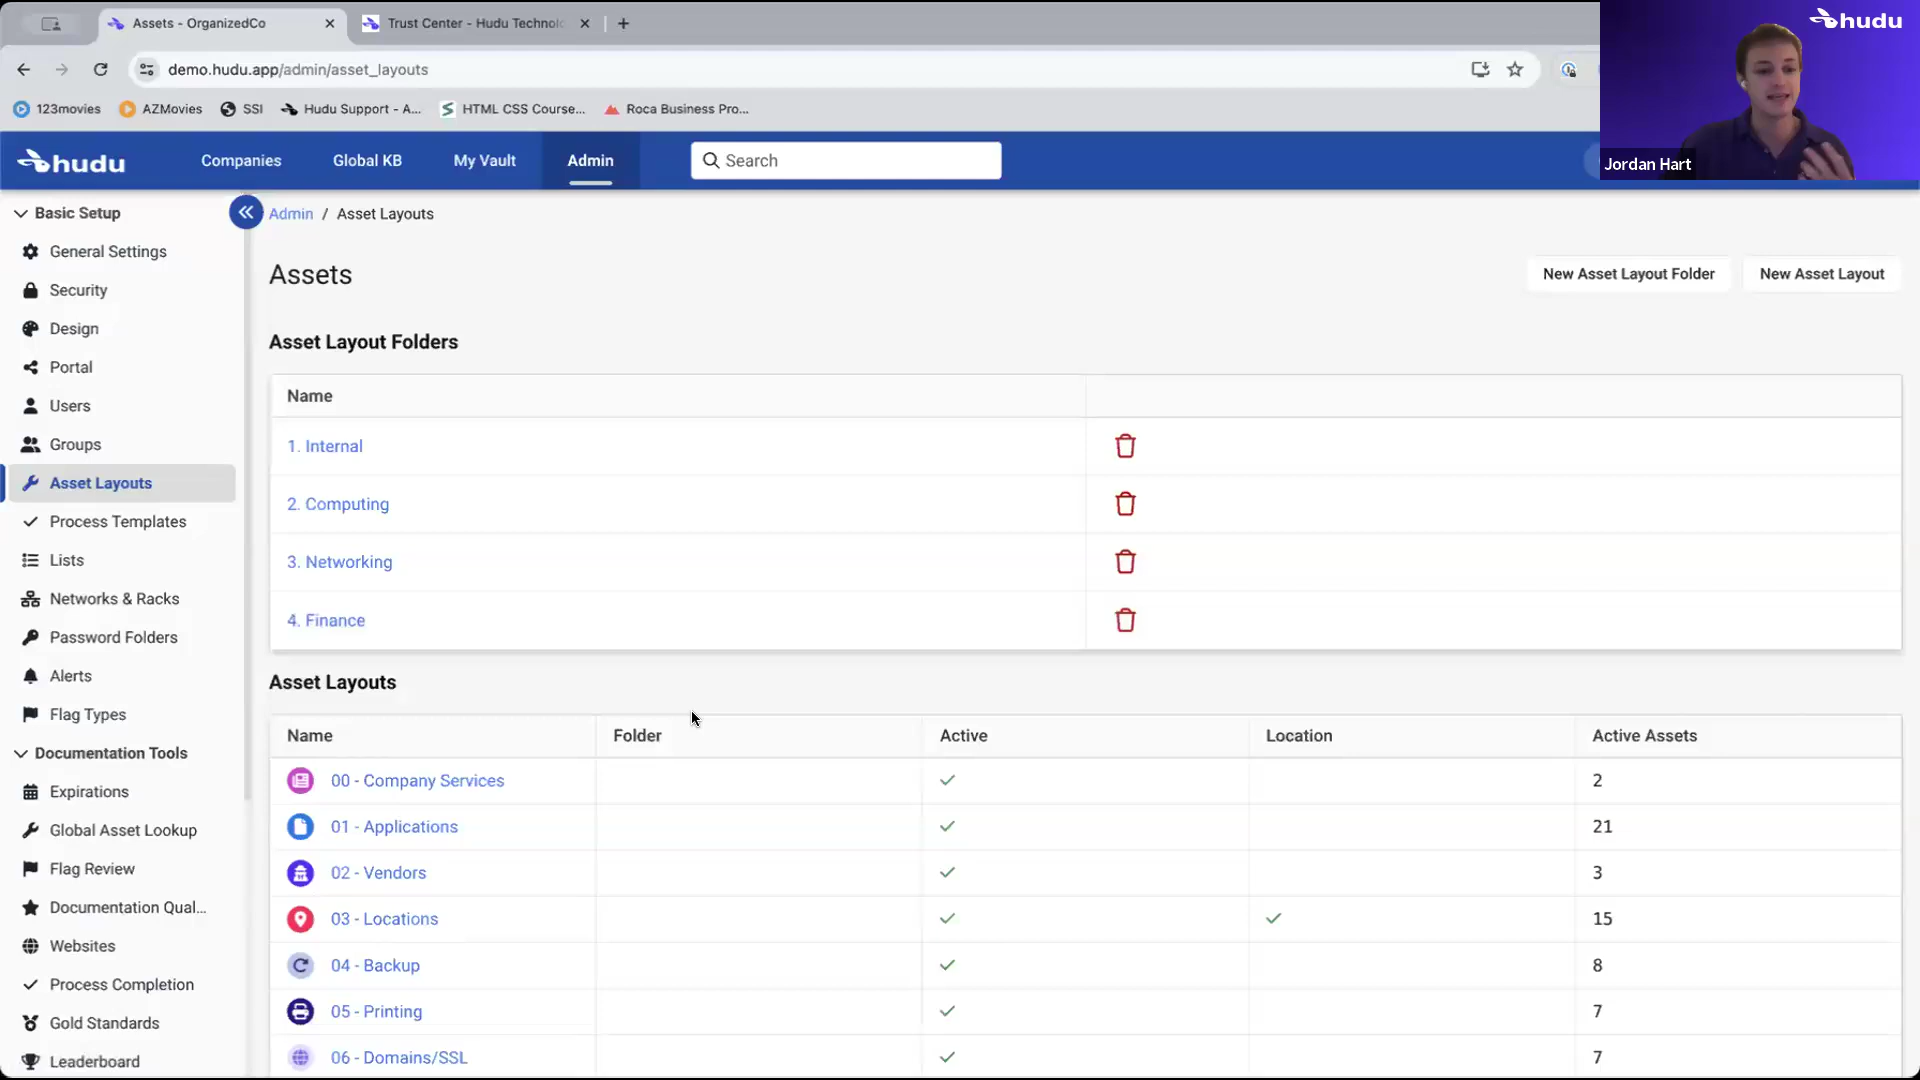 Assets - OrganizedCo
Trust Center - Hudu Technol
demo.hudu.app/admin/asset_layouts
123movies
AZMovies
SSI
Hudu Support - A...
HTML CSS Course...
Roca Business Pro...
hudu
Jordan Hart
hudu
Companies
Global KB
My Vault
Admin
Search
Basic Setup
General Settings
Security
Design
Portal
Users
Groups
Asset Layouts
Process Templates
Lists
Networks & Racks
Password Folders
Alerts
Flag Types
Documentation Tools
Expirations
Global Asset Lookup
Flag Review
Documentation Qual...
Websites
Process Completion
Gold Standards
Leaderboard
Admin / Asset Layouts
Assets
New Asset Layout Folder
New Asset Layout
Asset Layout Folders
Name
1. Internal
2. Computing
3. Networking
4. Finance
Asset Layouts
Name Folder Active Location Active Assets
00 - Company Services 2
01 - Applications 21
02 - Vendors 3
03 - Locations 15
04 - Backup 8
05 - Printing 7
06 - Domains/SSL 7